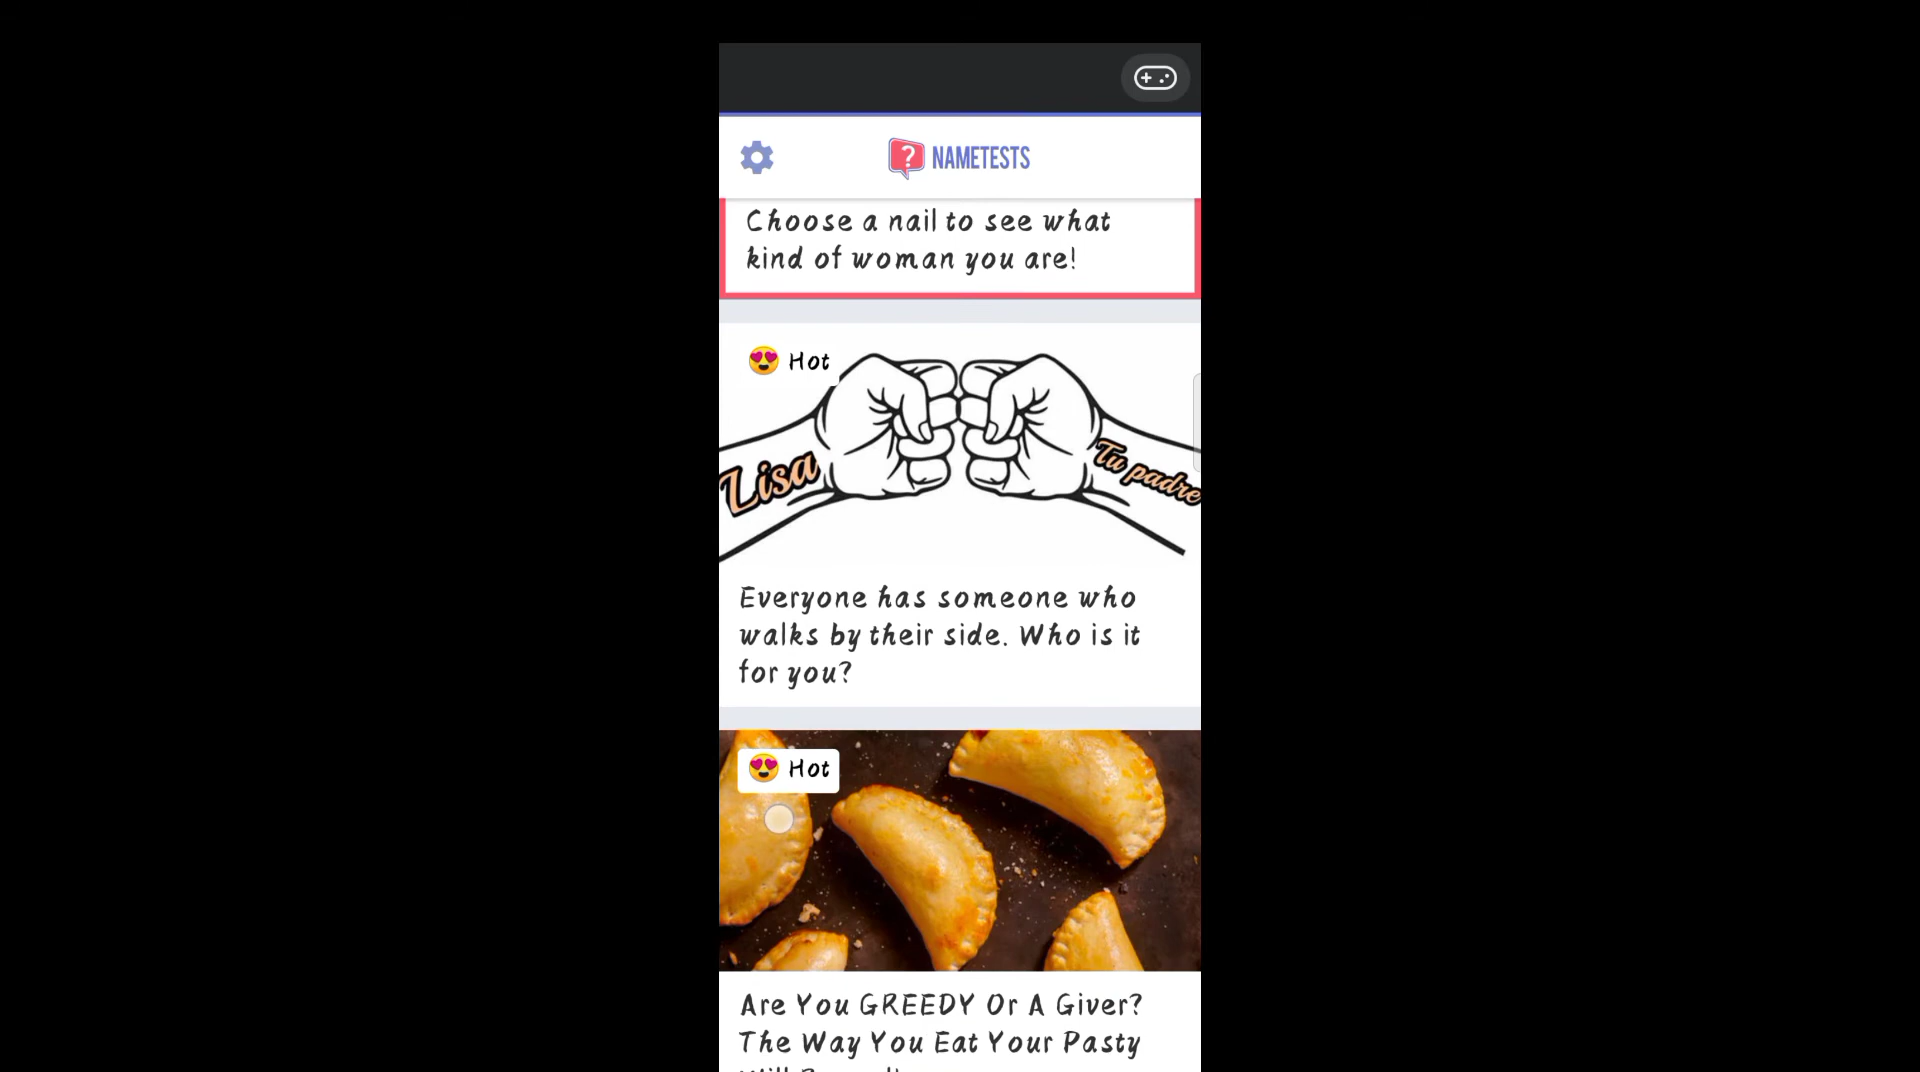 NAMETESTS
Choose a nail to see what
kind of woman you are!
Hot
Lisa
Tu padre
Everyone has someone who
walks by their side. Who is it
for you?
Hot
Are You GREEDY Or A Giver?
The Way You Eat Your Pasty